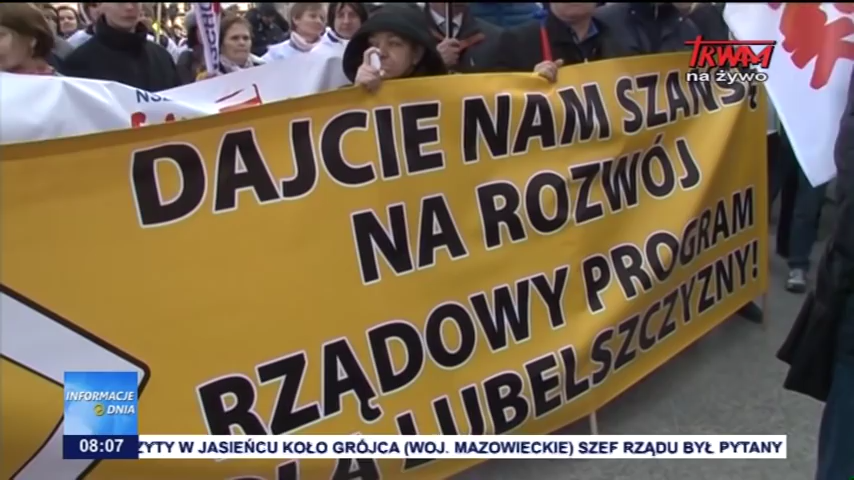 TRWAM
na żywo
DAJCIE NAM SZANSĘ
NA ROZWÓJ
RZĄDOWY PROGRAM
DLA LUBELSZCZYZNY!
INFORMACJE
DNIA
08:07
ZYTY W JASIEŃCU KOŁO GRÓJCA (WOJ. MAZOWIECKIE) SZEF RZĄDU BYŁ PYTANY